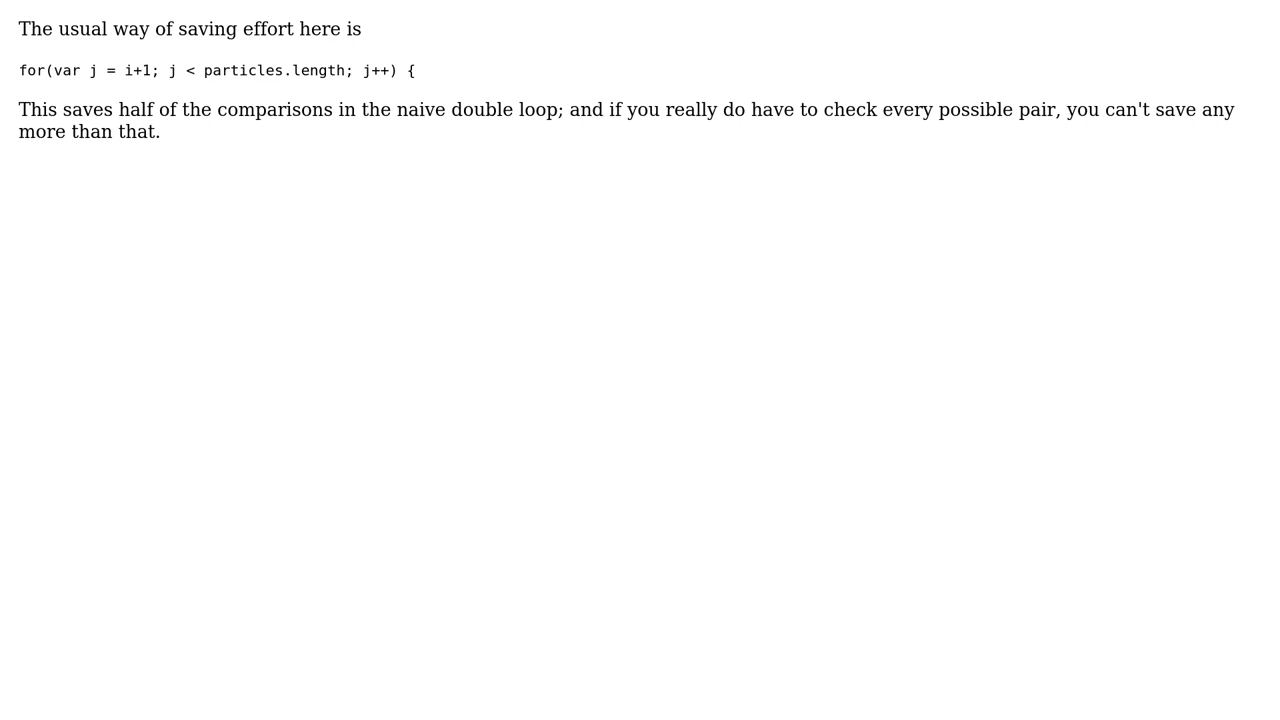 The usual way of saving effort here is
for(var j = i+1; j < particles.length; j++) {
This saves half of the comparisons in the naive double loop; and if you really do have to check every possible pair, you can't save any
more than that.